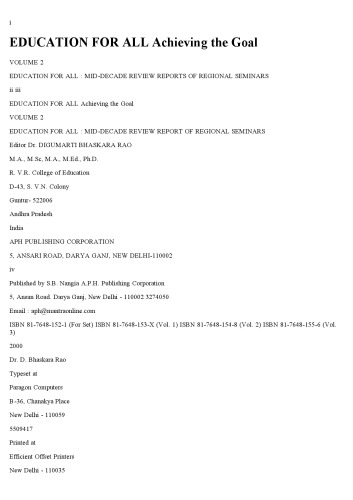 1
EDUCATION FOR ALL Achieving the Goal
VOLUME 2
EDUCATION FOR ALL : MID-DECADE REVIEW REPORTS OF REGIONAL SEMINARS
ii iii
EDUCATION FOR ALL Achieving the Goal
VOLUME 2
EDUCATION FOR ALL : MID-DECADE REVIEW REPORT OF REGIONAL SEMINARS
Editor Dr. DIGUMARTI BHASKARA RAO
M.A., M.Sc, M.A., M.Ed., Ph.D.
R. V.R. College of Education
D-43, S. V.N. Colony
Guntur- 522006
Andhra Pradesh
India
APH PUBLISHING CORPORATION
5, ANSARI ROAD, DARYA GANJ, NEW DELHI-110002
iv
Published by S.B. Nangia A.P.H. Publishing Corporation
5, Ansan Road. Darya Ganj, New Delhi - 110002 3274050
Email : aph@mantraonline.com
ISBN 81-7648-152-1 (For Set) ISBN 81-7648-153-X (Vol. 1) ISBN 81-7648-154-8 (Vol. 2) ISBN 81-7648-155-6 (Vol.
3)
2000
Dr. D. Bhaskara Rao
Typeset at
Paragon Computers
B-36, Chanakya Place
New Delhi - 110059
5509417
Printed at
Efficient Offset Printers
New Delhi - 110035